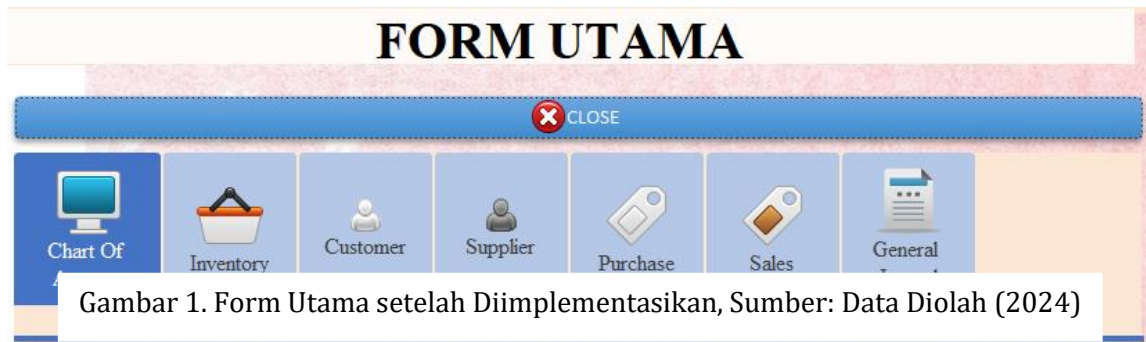 FORM UTAMA
CLOSE
Chart Of
Inventory
Customer
Supplier
Purchase
Sales
General
Gambar 1. Form Utama setelah Diimplementasikan, Sumber: Data Diolah (2024)